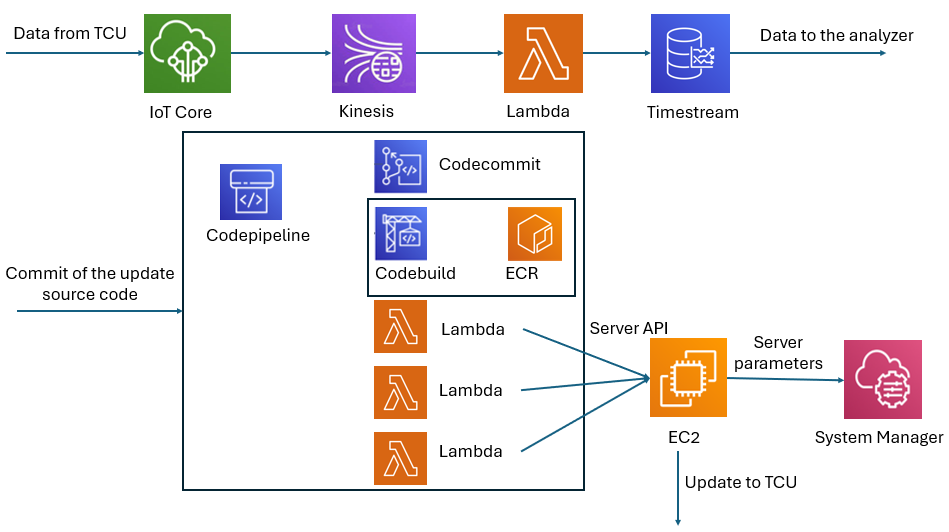 Data from TCU
Data to the analyzer
IoT Core
Kinesis
Lambda
Timestream
Codecommit
Codepipeline
Codebuild
ECR
Commit of the update
source code
Lambda
Server API
Server
parameters
Lambda
Lambda
EC2
System Manager
Update to TCU